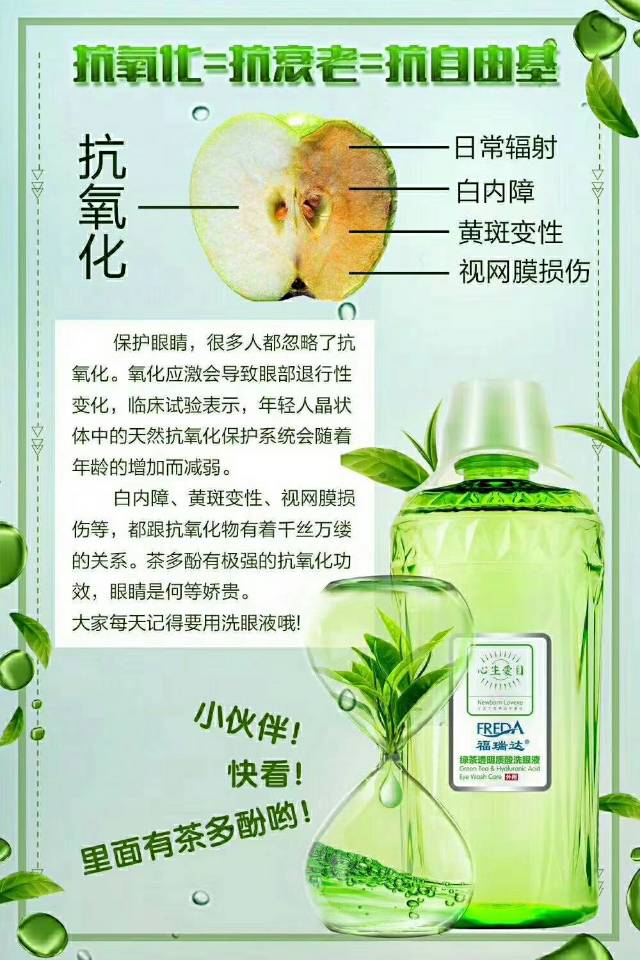 抗氧化=抗衰老=抗自由基
抗氧化
日常辐射
白内障
黄斑变性
视网膜损伤
保护眼睛，很多人都忽略了抗
氧化。氧化应激会导致眼部退行性
变化，临床试验表示，年轻人晶状
体中的天然抗氧化保护系统会随着
年龄的增加而减弱。
白内障、黄斑变性、视网膜损
伤等，都跟抗氧化物有着千丝万缕
的关系。茶多酚有极强的抗氧化功
效，眼睛是何等娇贵。
大家每天记得要用洗眼液哦!
小伙伴!
快看!
里面有茶多酚哟!
心生爱目
Newborn Loveye
FREDA
福瑞达®
绿茶透明质酸洗眼液
Green Tea & Hyaluronic Acid
Eye Wash Care 外用